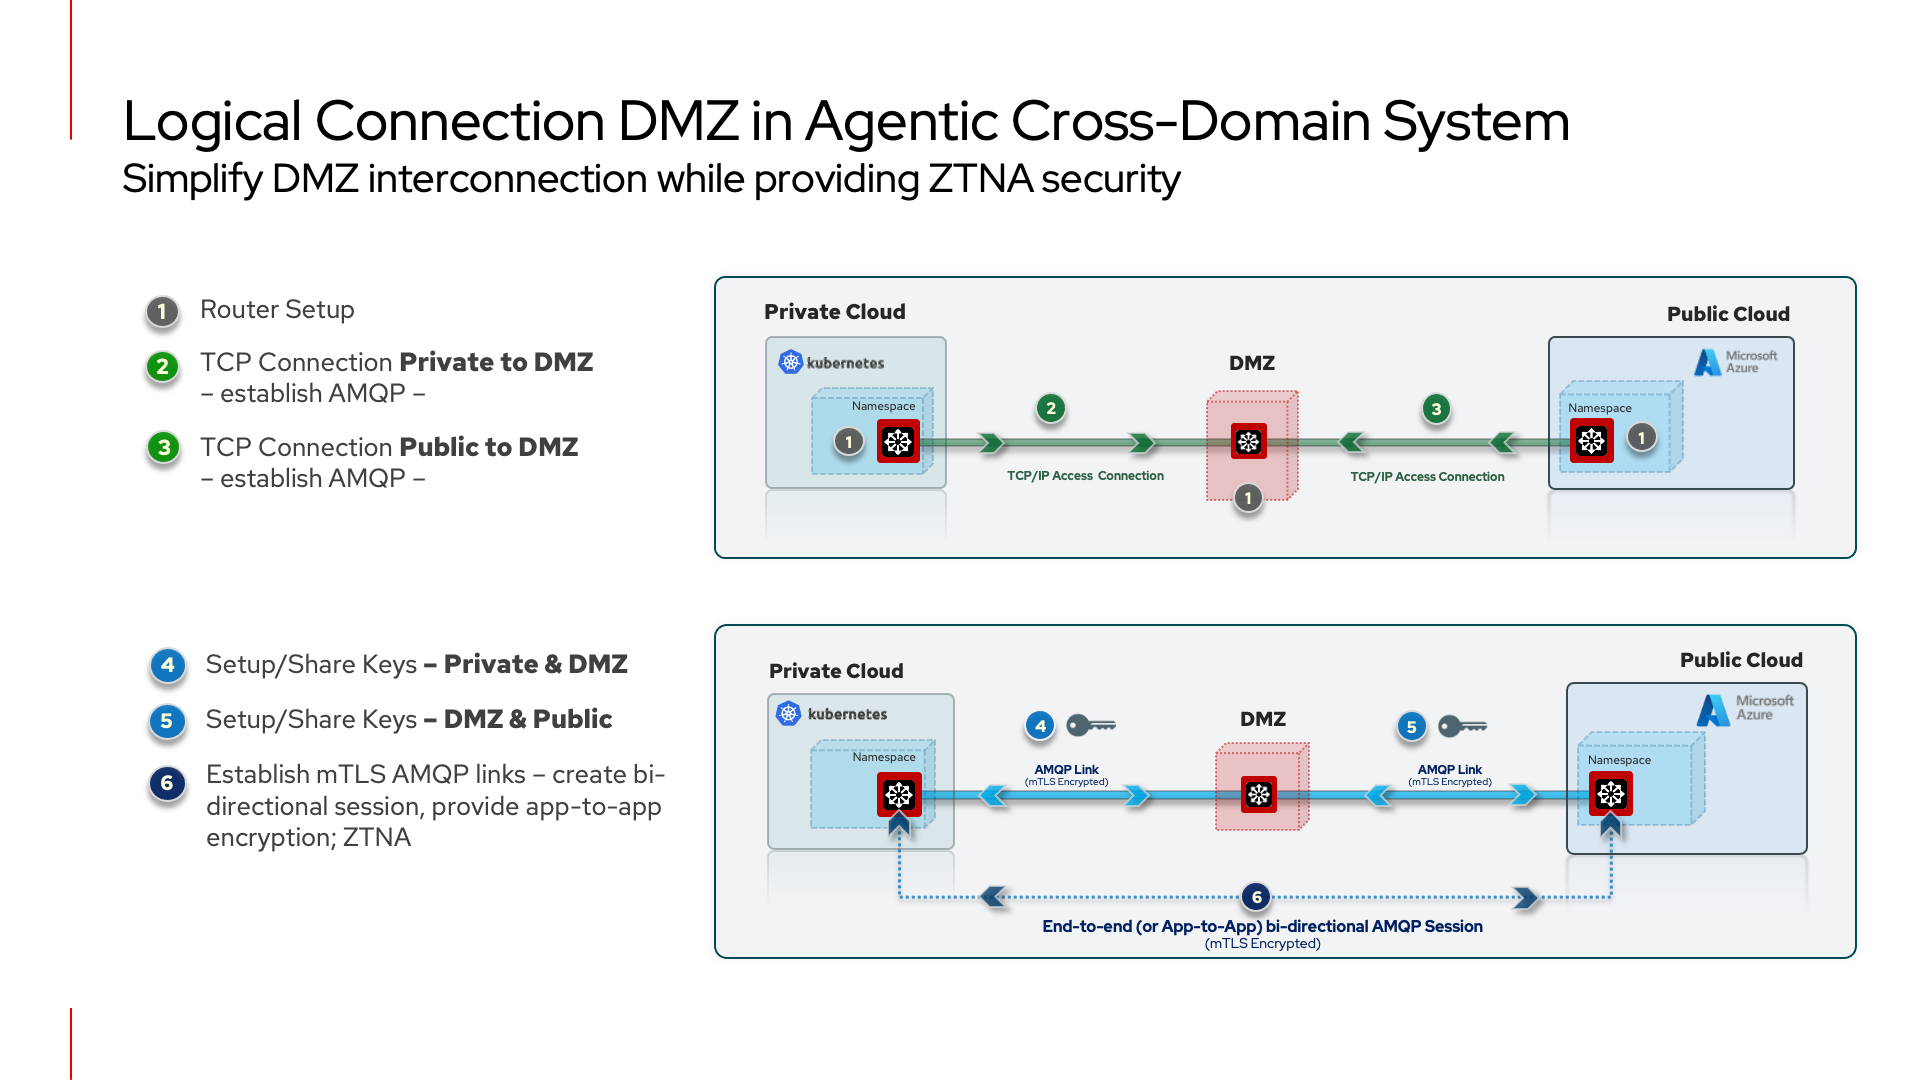 Logical Connection DMZ in Agentic Cross-Domain System
Simplify DMZ interconnection while providing ZTNA security
1 Router Setup
2 TCP Connection Private to DMZ
– establish AMQP –
3 TCP Connection Public to DMZ
– establish AMQP –
Private Cloud
Public Cloud
kubernetes
DMZ
Microsoft
Azure
Namespace
Namespace
2
3
1
1
TCP/IP Access Connection
TCP/IP Access Connection
1
4 Setup/Share Keys – Private & DMZ
5 Setup/Share Keys – DMZ & Public
6 Establish mTLS AMQP links – create bi-
directional session, provide app-to-app
encryption; ZTNA
Private Cloud
Public Cloud
kubernetes
Microsoft
Azure
4
DMZ
5
Namespace
Namespace
AMQP Link
(mTLS Encrypted)
AMQP Link
(mTLS Encrypted)
6
End-to-end (or App-to-App) bi-directional AMQP Session
(mTLS Encrypted)